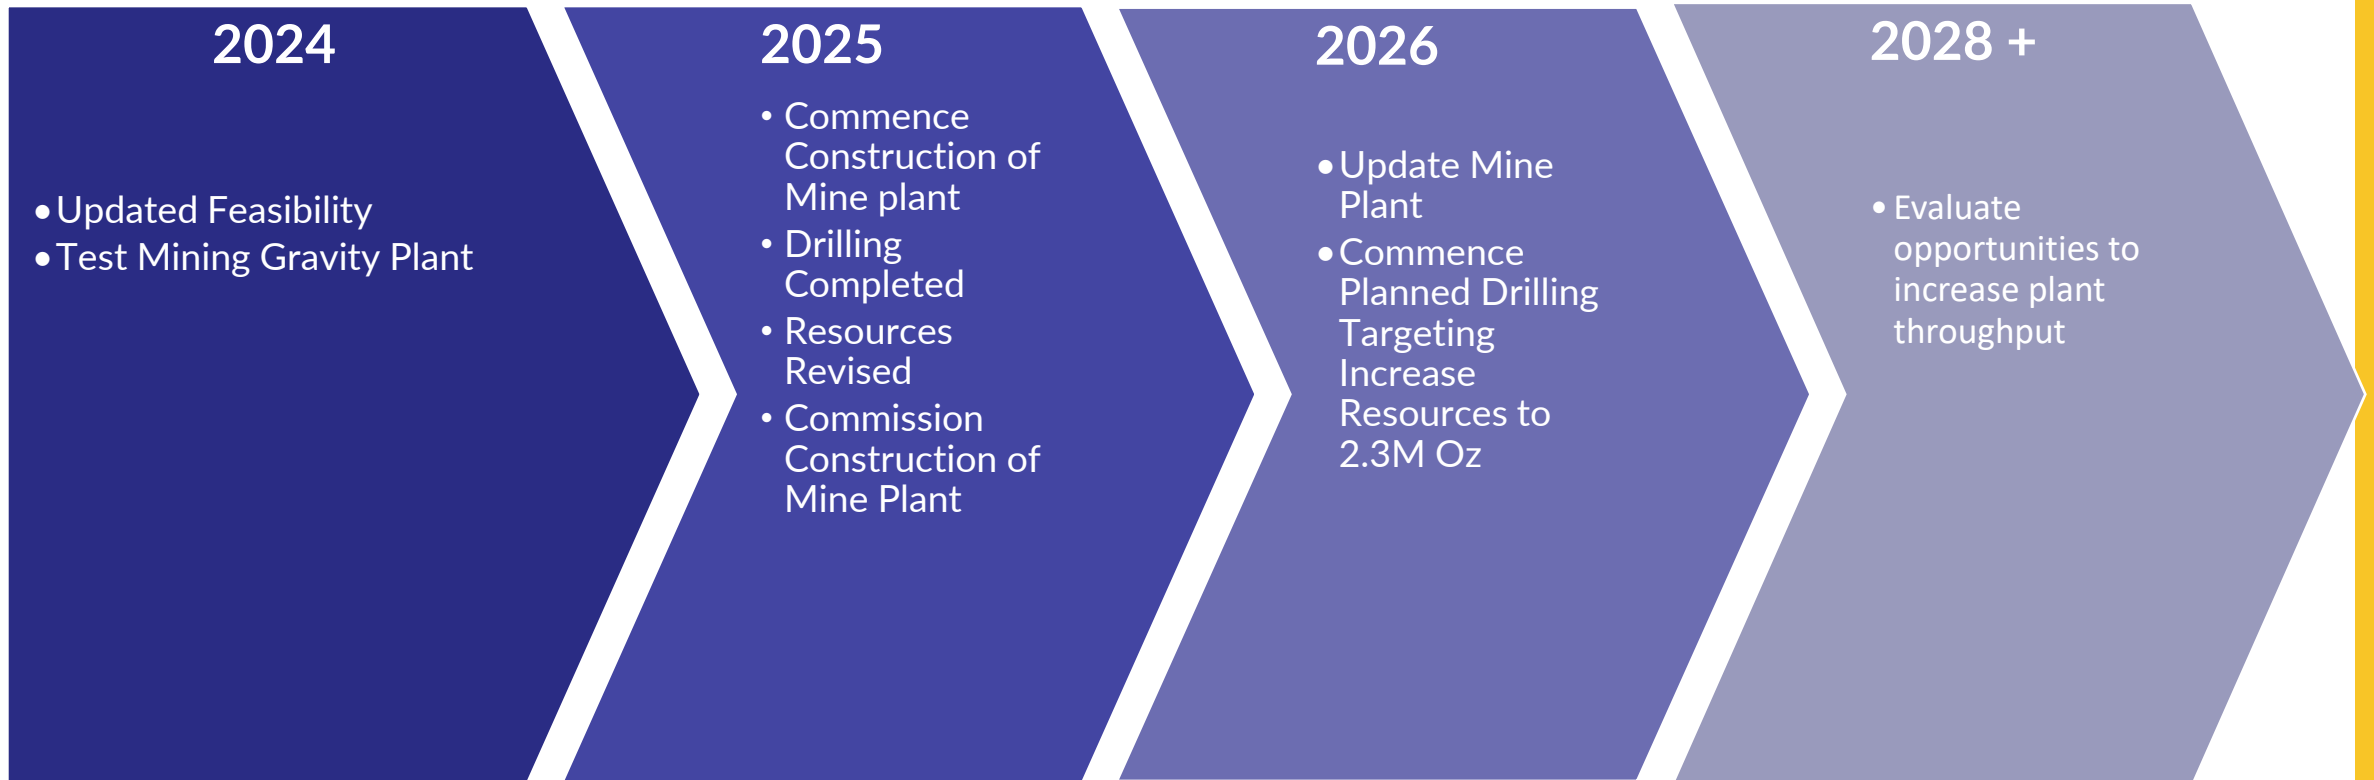 2024
• Updated Feasibility
• Test Mining Gravity Plant
2025
• Commence
Construction of
Mine plant
• Drilling
Completed
• Resources
Revised
• Commission
Construction of
Mine Plant
2026
• Update Mine
Plant
• Commence
Planned Drilling
Targeting
Increase
Resources to
2.3M Oz
2028 +
• Evaluate
opportunities to
increase plant
throughput